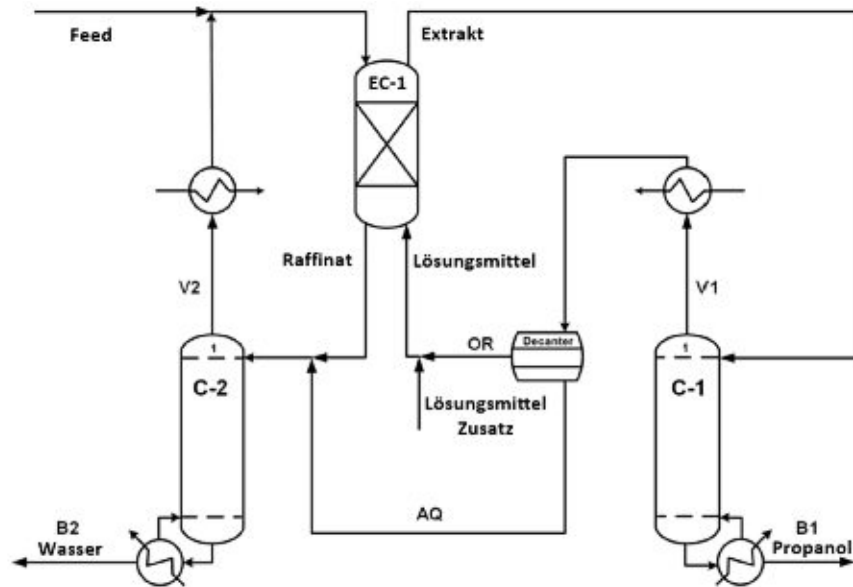 Feed
Extrakt
EC-1
Raffinat
Lösungsmittel
V2
V1
OR
Decanter
1
1
C-2
C-1
Lösungsmittel
Zusatz
AQ
B2
Wasser
B1
Propanol